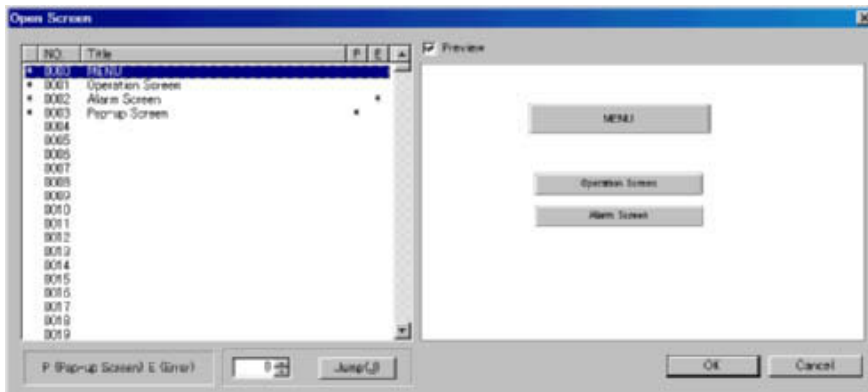 Open Screen
NO. Title P E
* 0000 MENU
* 0001 Operation Screen
* 0002 Alarm Screen *
* 0003 Pop-up Screen *
0004
0005
0006
0007
0008
0009
0010
0011
0012
0013
0014
0015
0016
0017
0018
0019
P (Pop-up Screen) E (Error)
0
Jump(J)
Preview
MENU
Operation Screen
Alarm Screen
OK
Cancel